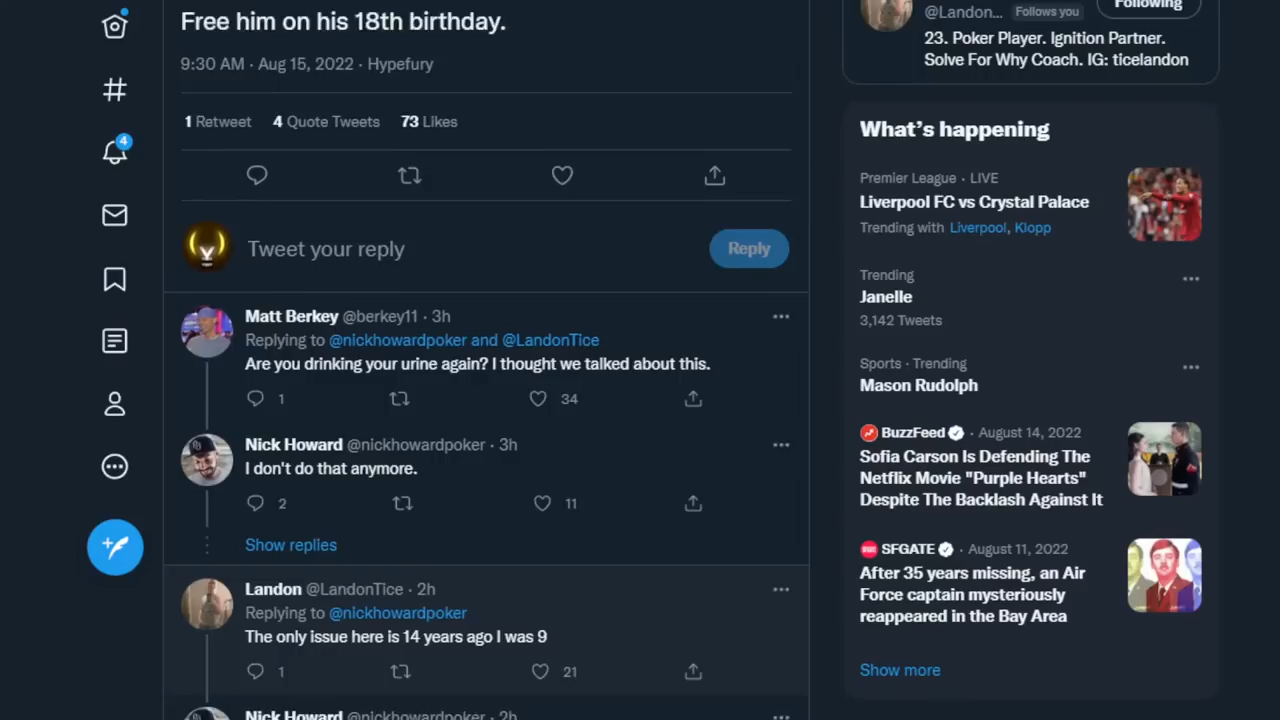 Free him on his 18th birthday.
9:30 AM · Aug 15, 2022 · Hypefury
1 Retweet 4 Quote Tweets 73 Likes
Tweet your reply
Reply
Matt Berkey @berkey11 · 3h
Replying to @nickhowardpoker and @LandonTice
Are you drinking your urine again? I thought we talked about this.
1 34
Nick Howard @nickhowardpoker · 3h
I don't do that anymore.
2 11
Show replies
Landon @LandonTice · 2h
Replying to @nickhowardpoker
The only issue here is 14 years ago I was 9
1 21
Nick Howard @nickhowardpoker · 2h
4
@Landon... Follows you
Following
23. Poker Player. Ignition Partner.
Solve For Why Coach. IG: ticelandon
What's happening
Premier League · LIVE
Liverpool FC vs Crystal Palace
Trending with Liverpool, Klopp
Trending
Janelle
3,142 Tweets
Sports · Trending
Mason Rudolph
BuzzFeed · August 14, 2022
Sofia Carson Is Defending The
Netflix Movie "Purple Hearts"
Despite The Backlash Against It
SFGATE · August 11, 2022
After 35 years missing, an Air
Force captain mysteriously
reappeared in the Bay Area
Show more